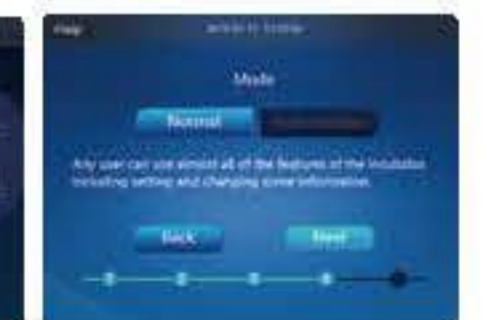 Help
Mode
Normal
Any user can use almost all of the features of the incubator
including setting and changing some information.
Back
Next